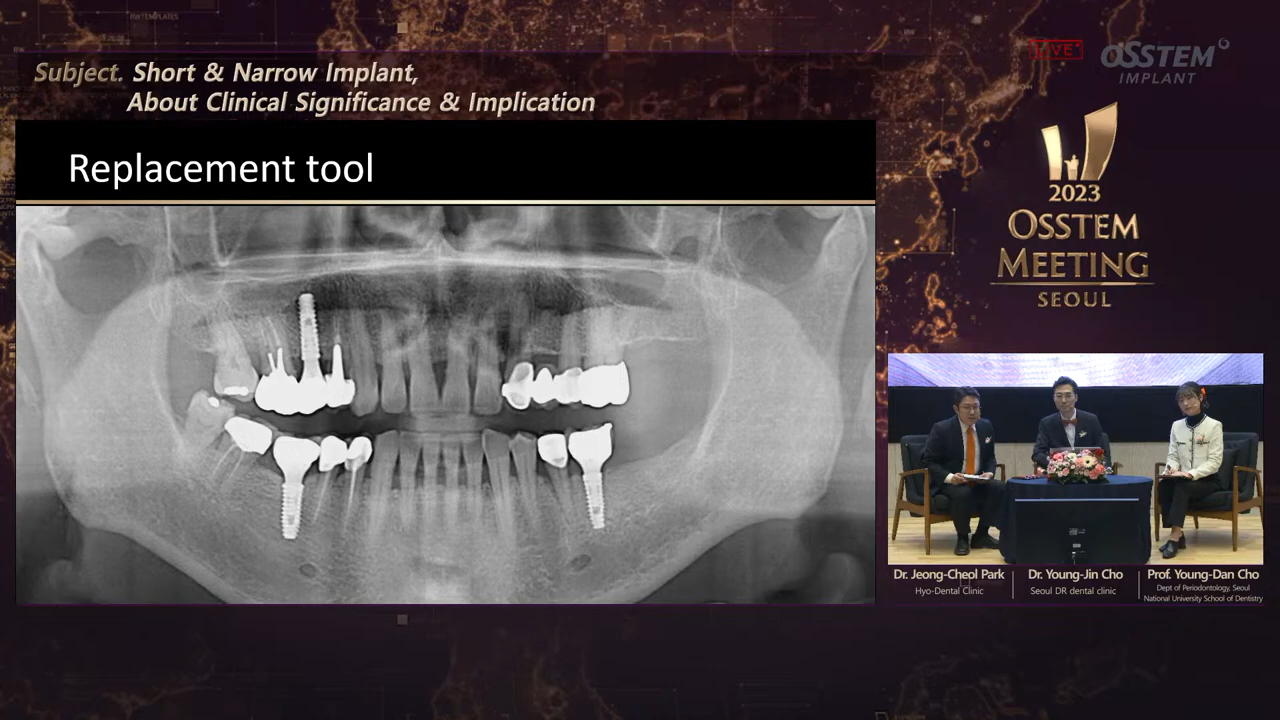 Subject. Short & Narrow Implant,
About Clinical Significance & Implication
LIVE
OSSTEM
IMPLANT
Replacement tool
2023
OSSTEM
MEETING
SEOUL
Dr. Jeong-Cheol Park
Hyo-Dental Clinic
Dr. Young-Jin Cho
Seoul DR dental clinic
Prof. Young-Dan Cho
Dept of Periodontology, Seoul
National University School of Dentistry